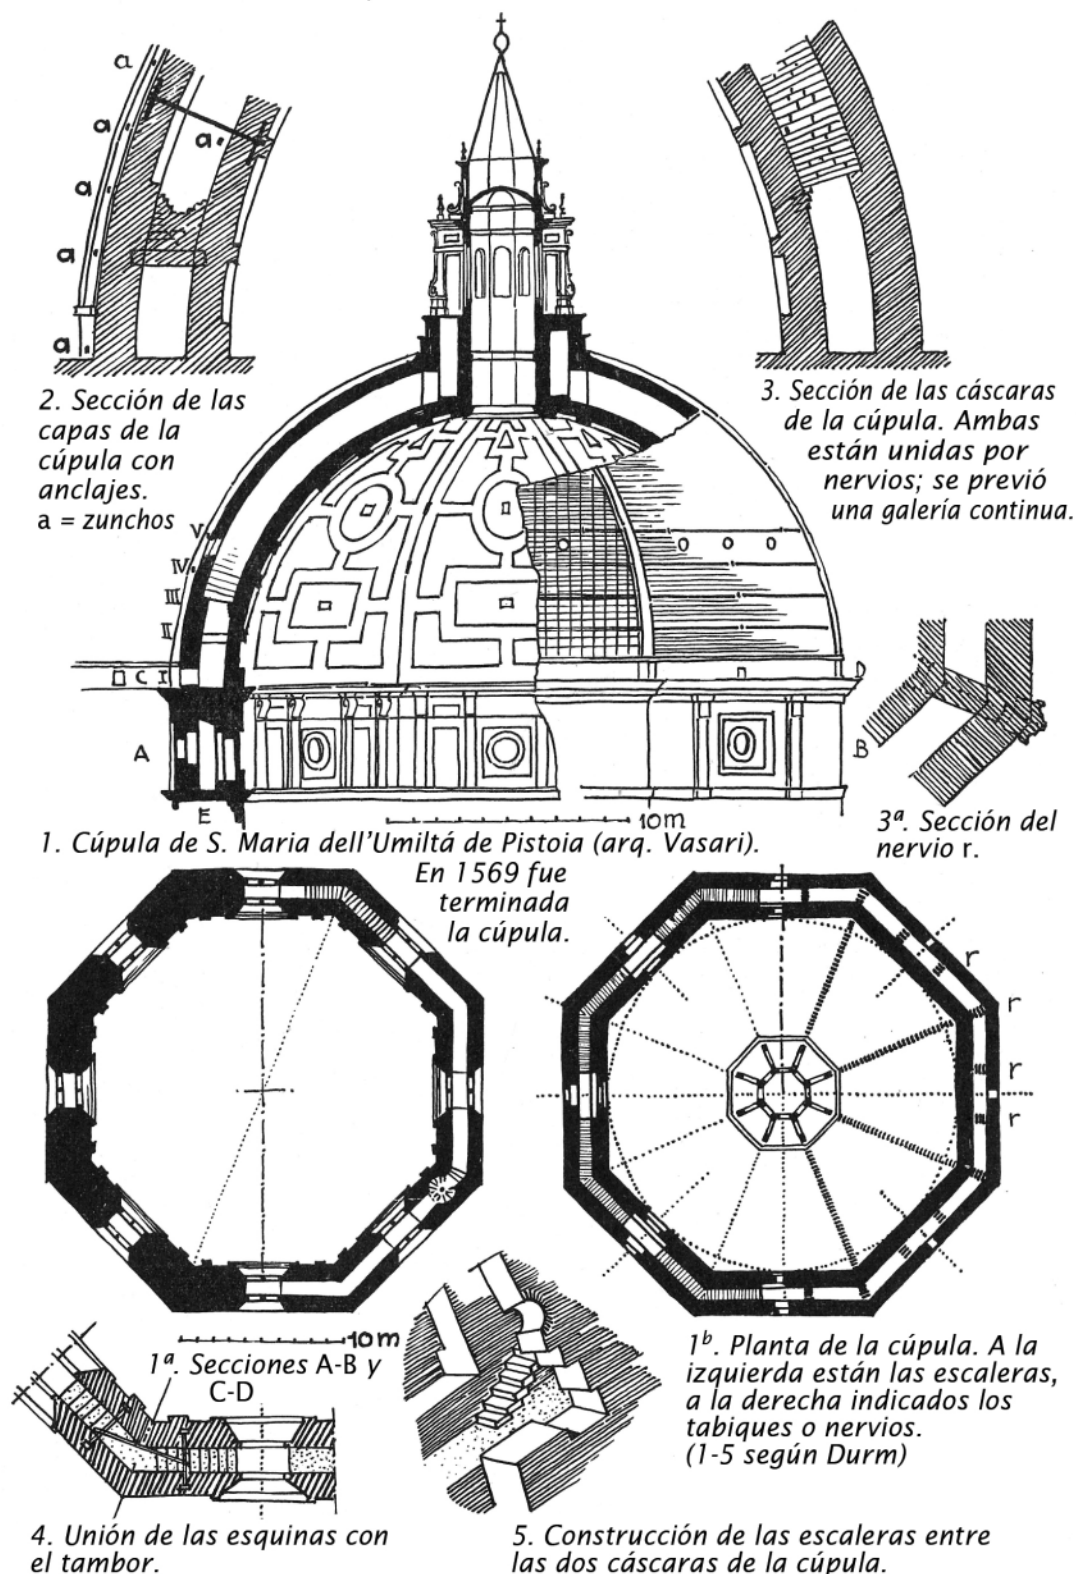 a
a
a
a
a
a
2. Sección de las
capas de la
cúpula con
anclajes.
a = zunchos
3. Sección de las cáscaras
de la cúpula. Ambas
están unidas por
nervios; se previó
una galería continua.
V
IV
III
II
C I
D
A
B
E
10m
1. Cúpula de S. Maria dell'Umiltá de Pistoia (arq. Vasari).
En 1569 fue
terminada
la cúpula.
3ª. Sección del
nervio r.
r
r
r
r
10m
1ª. Secciones A-B y
C-D
1b. Planta de la cúpula. A la
izquierda están las escaleras,
a la derecha indicados los
tabiques o nervios.
(1-5 según Durm)
4. Unión de las esquinas con
el tambor.
5. Construcción de las escaleras entre
las dos cáscaras de la cúpula.